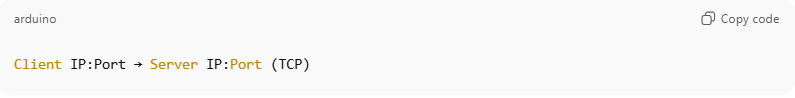 arduino
Copy code
Client IP:Port → Server IP:Port (TCP)